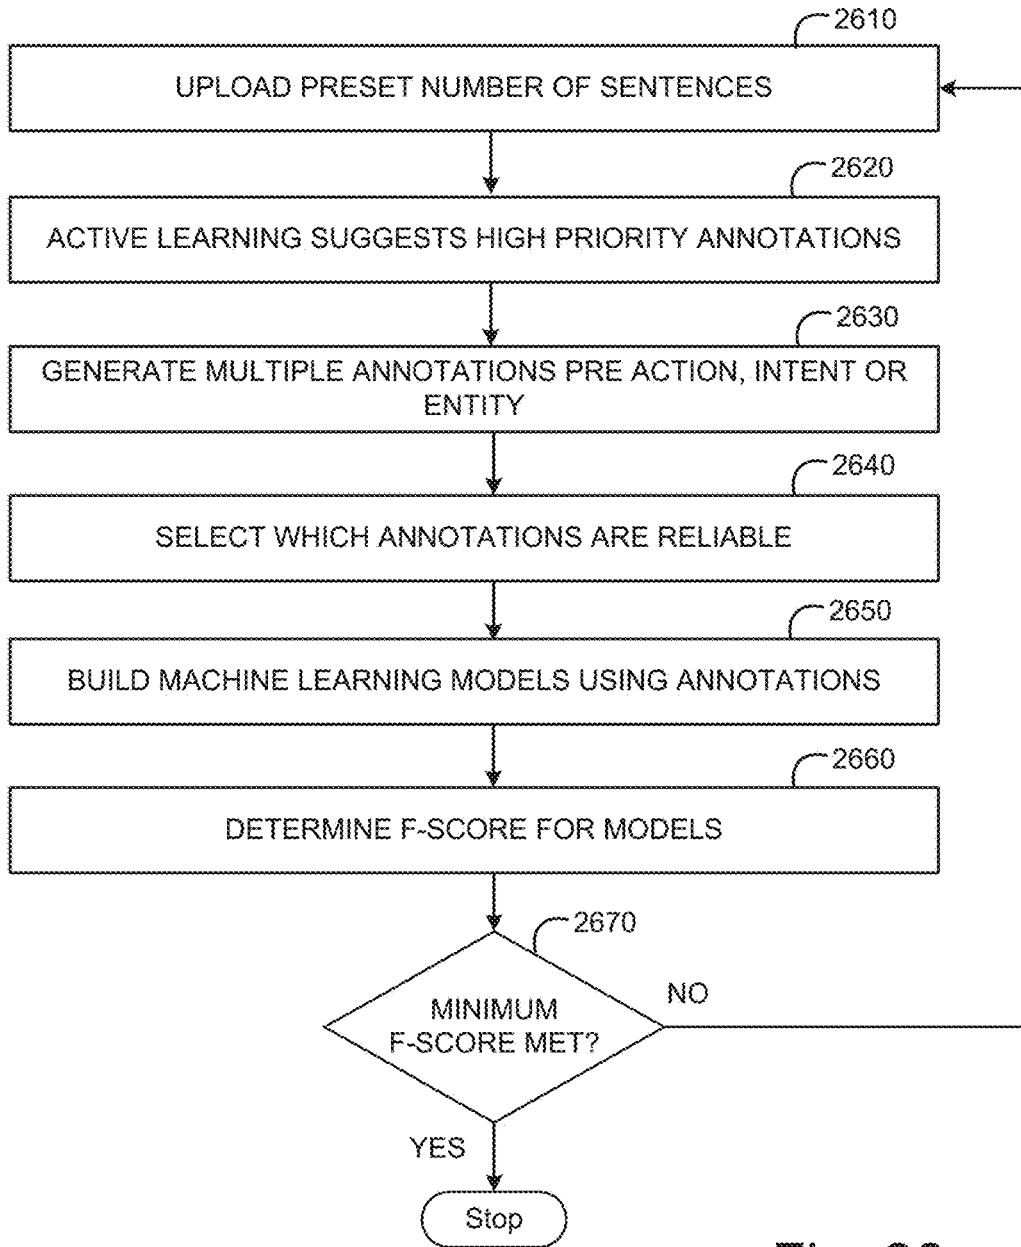 2610
UPLOAD PRESET NUMBER OF SENTENCES
2620
ACTIVE LEARNING SUGGESTS HIGH PRIORITY ANNOTATIONS
2630
GENERATE MULTIPLE ANNOTATIONS PRE ACTION, INTENT OR
ENTITY
2640
SELECT WHICH ANNOTATIONS ARE RELIABLE
2650
BUILD MACHINE LEARNING MODELS USING ANNOTATIONS
2660
DETERMINE F-SCORE FOR MODELS
2670
MINIMUM
F-SCORE MET?
NO
YES
Stop